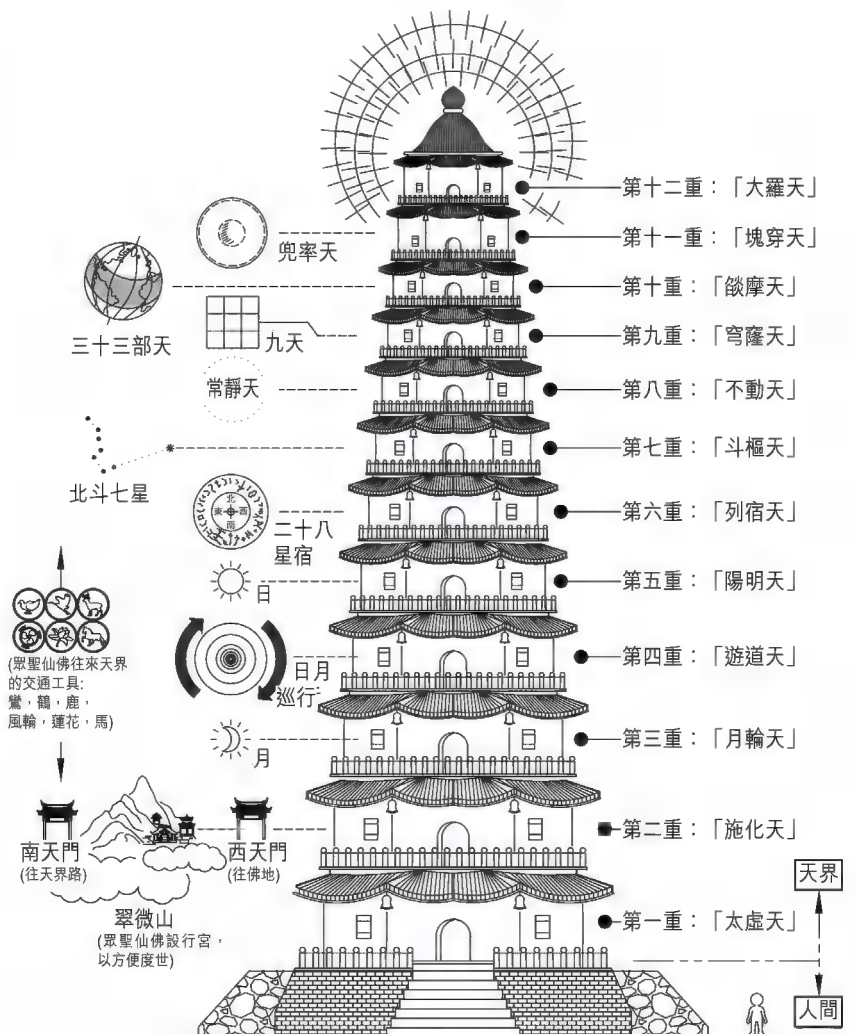 第十二重：「大羅天」
兜率天
第十一重：「塊穿天」
三十三部天
第十重：「燄摩天」
九天
第九重：「穹窿天」
常靜天
第八重：「不動天」
北斗七星
第七重：「斗樞天」
北
東 西
南
二十八
星宿
第六重：「列宿天」
日
第五重：「陽明天」
(眾聖仙佛往來天界
的交通工具:
鸞，鶴，鹿，
風輪，蓮花，馬)
日月
巡行
第四重：「遊道天」
月
第三重：「月輪天」
南天門
(往天界路)
西天門
(往佛地)
第二重：「施化天」
翠微山
(眾聖仙佛設行宮，
以方便度世)
第一重：「太虛天」
天界
人間